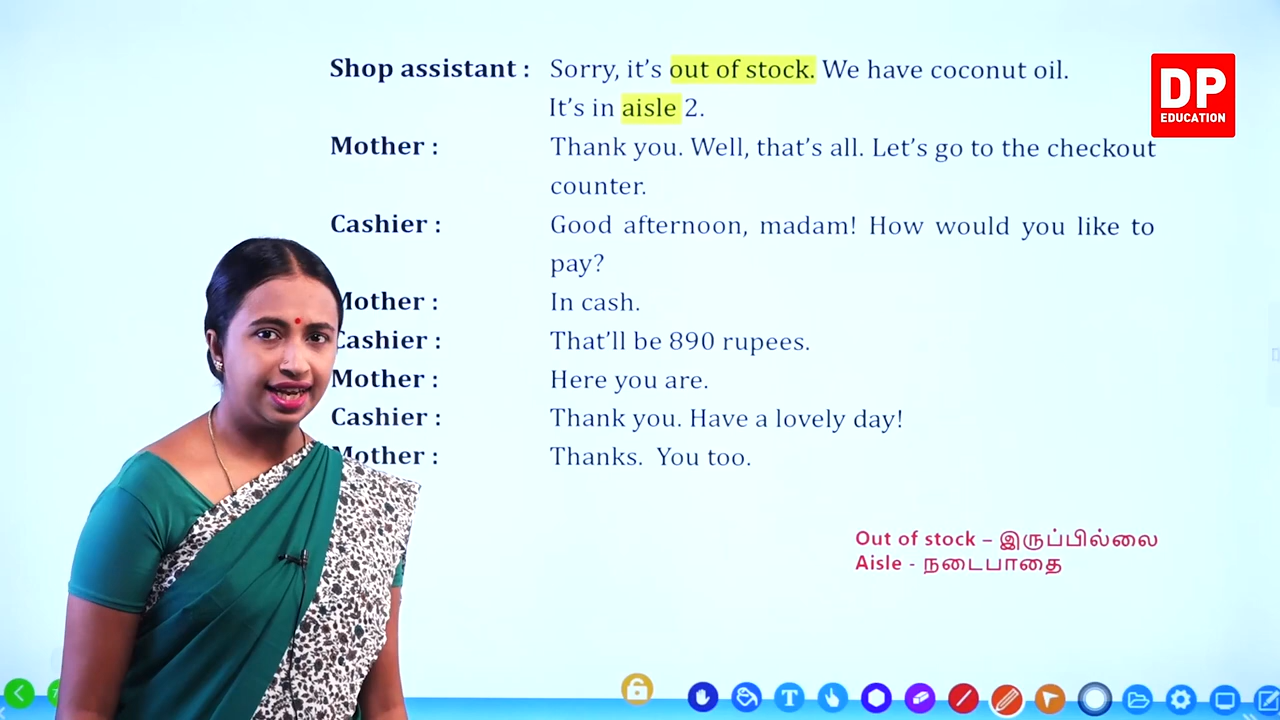 Shop assistant : Sorry, it’s out of stock. We have coconut oil.
It’s in aisle 2.
Mother : Thank you. Well, that’s all. Let’s go to the checkout
counter.
Cashier : Good afternoon, madam! How would you like to
pay?
Mother : In cash.
Cashier : That’ll be 890 rupees.
Mother : Here you are.
Cashier : Thank you. Have a lovely day!
Mother : Thanks. You too.
Out of stock – இருப்பில்லை
Aisle - நடைபாதை
DP
EDUCATION